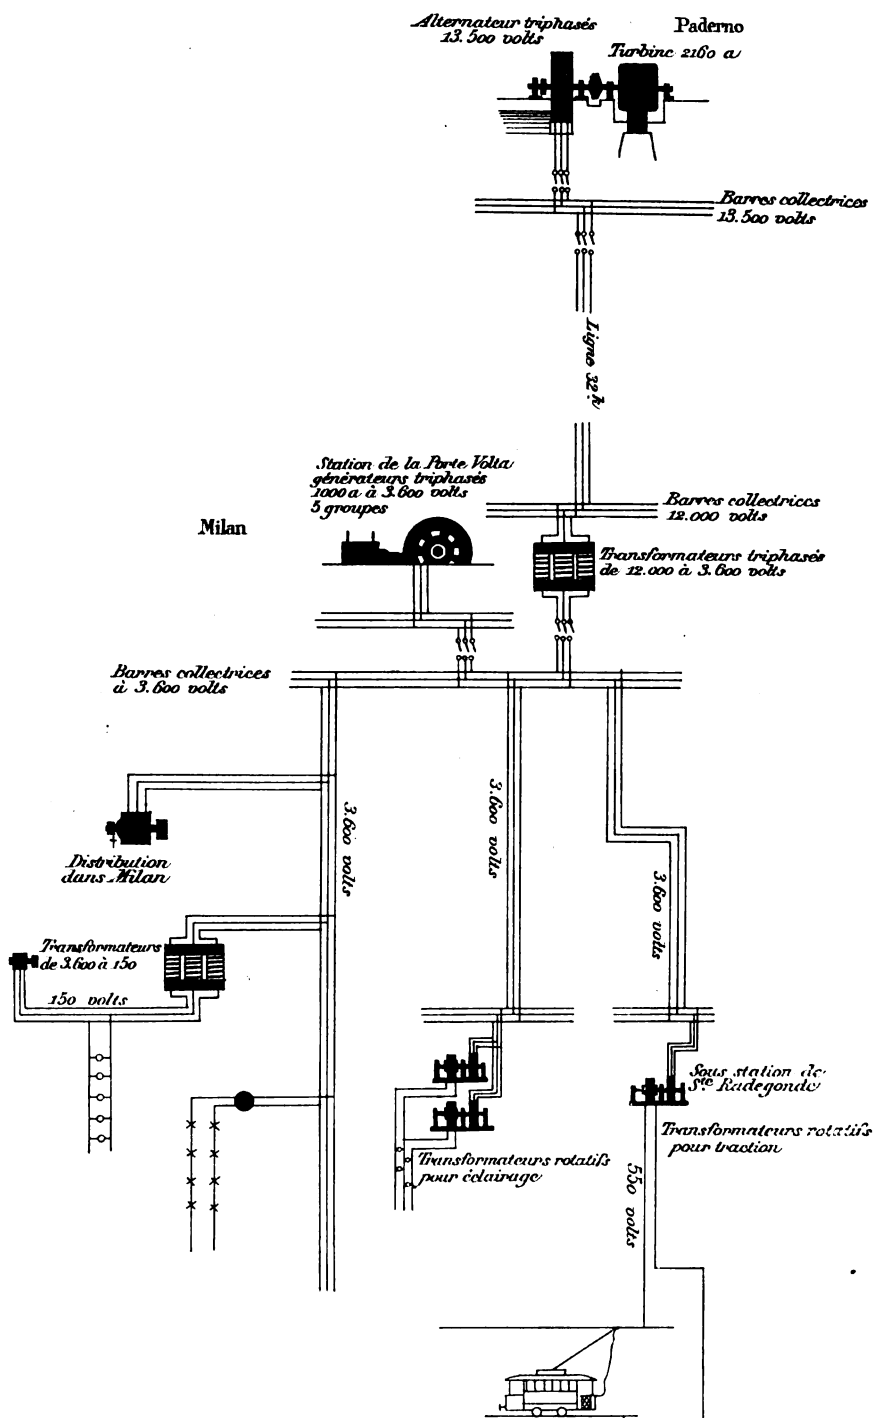 Alternateur triphasés
13.500 volts
Paderno
Turbine 2160 a
Barres collectrices
13.500 volts
Ligne 32 k
Station de la Porte Volta
générateurs triphasés
1000 a à 3.600 volts
5 groupes
Milan
Barres collectrices
12.000 volts
Transformateurs triphasés
de 12.000 à 3.600 volts
Barres collectrices
à 3.600 volts
3.600 volts
3.600 volts
3.600 volts
Distribution
dans Milan
Transformateurs
de 3.600 à 150
150 volts
Sous station de
Ste Radegonde
Transformateurs rotatifs
pour traction
Transformateurs rotatifs
pour éclairage
550 volts